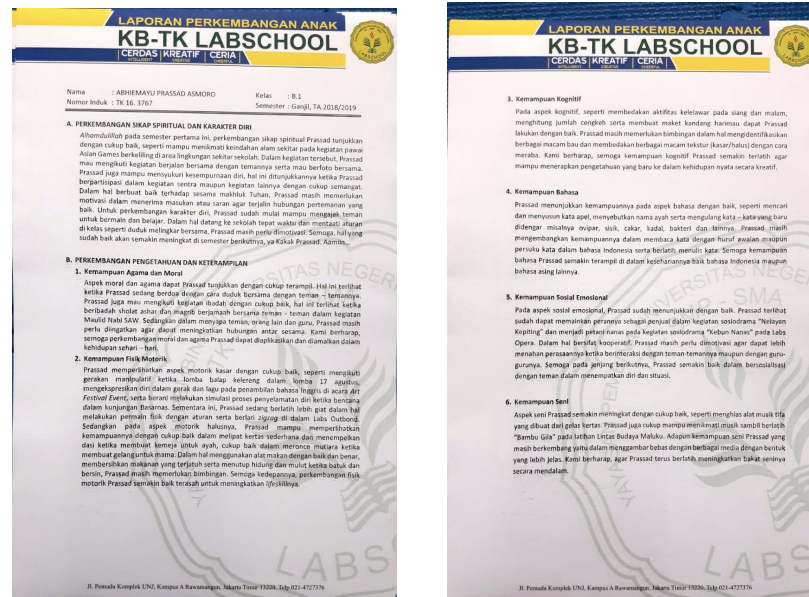 LAPORAN PERKEMBANGAN ANAK
KB-TK LABSCHOOL
CERDAS KREATIF CERIA
INTELLIGENT CREATIVE CHEERFUL
Nama : ABHIEMAYU PRASSAD ASMORO
Kelas : B.1
Nomor Induk : TK 16. 3767
Semester : Ganjil, TA.2018/2019
A. PERKEMBANGAN SIKAP SPIRITUAL DAN KARAKTER DIRI
Alhamdulillah pada semester pertama ini, perkembangan sikap spiritual Prassad tunjukkan
dengan cukup baik, seperti mampu menikmati keindahan alam sekitar pada kegiatan pawai
Asian Games berkeliling di area lingkungan sekitar sekolah. Dalam kegiatan tersebut, Prassad
mau mengikuti kegiatan berjalan bersama dengan temannya serta mau berfoto bersama.
Prassad juga mampu mensyukuri kesempurnaan diri, hal ini ditunjukkannya ketika Prassad
berpartisipasi dalam kegiatan sentra maupun kegiatan lainnya dengan cukup semangat.
Dalam hal berbuat baik terhadap sesama makhluk Tuhan, Prassad masih memerlukan
motivasi dalam menerima masukan atau saran agar terjalin hubungan pertemanan yang
baik. Untuk perkembangan karakter diri, Prassad sudah mulai mampu mengajak teman
untuk bermain dan belajar. Dalam hal datang ke sekolah tepat waktu dan mentaati aturan
di kelas seperti duduk melingkar bersama, Prassad masih perlu dimotivasi. Semoga, hal yang
sudah baik akan semakin meningkat di semester berikutnya, ya Kakak Prassad. Aamiin...
B. PERKEMBANGAN PENGETAHUAN DAN KETERAMPILAN
1. Kemampuan Agama dan Moral
Aspek moral dan agama dapat Prassad tunjukkan dengan cukup terampil. Hal ini terlihat
ketika Prassad sedang berdoa dengan cara duduk bersama dengan teman – temannya.
Prassad juga mau mengikuti kegiatan ibadah dengan cukup baik, hal ini terlihat ketika
beribadah sholat ashar dan magrib berjamaah bersama teman - teman dalam kegiatan
Maulid Nabi SAW. Sedangkan dalam menyapa teman, orang lain dan guru, Prassad masih
perlu diingatkan agar dapat meningkatkan hubungan antar sesama. Kami berharap,
semoga perkembangan moral dan agama Prassad dapat diaplikasikan dan diamalkan dalam
kehidupan sehari – hari.
2. Kemampuan Fisik Motorik
Prassad memperlihatkan aspek motorik kasar dengan cukup baik, seperti mengikuti
gerakan manipulatif ketika lomba balap kelereng dalam lomba 17 agustus,
mengekspresikan diri dalam gerak dan lagu pada penambilan bahasa Inggris di acara Art
Festival Event, serta berani melakukan simulasi proses penyelamatan diri ketika bencana
dalam kunjungan Basarnas. Sementara ini, Prassad sedang berlatih lebih giat dalam hal
melakukan permain fisik dengan aturan serta berlari zigzag di dalam Labs Outbond.
Sedangkan pada aspek motorik halusnya, Prassad mampu memperlihatkan
kemampuannya dengan cukup baik dalam melipat kertas sederhana dan menempelkan
dasi ketika membuat kemeja untuk ayah, cukup baik dalam meronce mutiara ketika
membuat gelang untuk mama. Dalam hal menggunakan alat makan dengan baik dan benar,
membersihkan makanan yang terjatuh serta menutup hidung dan mulut ketika batuk dan
bersin, Prassad masih memerlukan bimbingan. Semoga kedepannya, perkembangan fisik
motorik Prassad semakin baik terasah untuk meningkatkan lifeskillnya.
Jl. Pemuda Komplek UNJ, Kampus A Rawamangun, Jakarta Timur 13220. Telp.021-4727376
LAPORAN PERKEMBANGAN ANAK
KB-TK LABSCHOOL
CERDAS KREATIF CERIA
INTELLIGENT CREATIVE CHEERFUL
3. Kemampuan Kognitif
Pada aspek kognitif, seperti membedakan aktifitas kelelawar pada siang dan malam,
menghitung jumlah cengkeh serta membuat maket kandang harimau dapat Prassad
lakukan dengan baik. Prassad masih memerlukan bimbingan dalam hal mengidentifikasikan
berbagai macam bau dan membedakan berbagai macam tekstur (kasar/halus) dengan cara
meraba. Kami berharap, semoga kemampuan kognitif Prassad semakin terlatih agar
mampu menerapkan pengetahuan yang baru ke dalam kehidupan nyata secara kreatif.
4. Kemampuan Bahasa
Prassad menunjukkan kemampuannya pada aspek bahasa dengan baik, seperti mencari
dan menyusun kata apel, menyebutkan nama ayah serta mengulang kata – kata yang baru
didengar misalnya ovipar, sisik, cakar, kadal, bakteri dan lainnya. Prassad masih
mengembangkan kemampuannya dalam membaca kata dengan huruf awalan maupun
persuku kata dalam bahasa Indonesia serta berlatih menulis kata. Semoga kemampuan
bahasa Prassad semakin terampil di dalam kesehariannya baik bahasa Indonesia maupun
bahasa asing lainnya.
5. Kemampuan Sosial Emosional
Pada aspek sosial emosional, Prassad sudah menunjukkan dengan baik. Prassad terlihat
sudah dapat memainkan perannya sebagai penjual dalam kegiatan sosiodrama "Nelayan
Kepiting" dan menjadi petani nanas pada kegiatan sosiodrama "Kebun Nanas" pada Labs
Opera. Dalam hal bersifat kooperatif, Prassad masih perlu dimotivasi agar dapat lebih
menahan perasaannya ketika berinteraksi dengan teman-temannya maupun dengan guru-
gurunya. Semoga pada jenjang berikutnya, Prassad semakin baik dalam bersosialisasi
dengan teman dalam menempatkan diri dan situasi.
6. Kemampuan Seni
Aspek seni Prassad semakin meningkat dengan cukup baik, seperti menghias alat musik tifa
yang dibuat dari gelas kertas. Prassad juga cukup mampu menikmati musik sambil berlatih
"Bambu Gila" pada latihan Lintas Budaya Maluku. Adapun kemampuan seni Prassad yang
masih berkembang yaitu dalam menggambar bebas dengan berbagai media dengan bentuk
yang lebih jelas. Kami berharap, agar Prassad terus berlatih meningkatkan bakat seninya
secara mendalam.
Jl. Pemuda Komplek UNJ, Kampus A Rawamangun, Jakarta Timur 13220. Telp.021-4727376